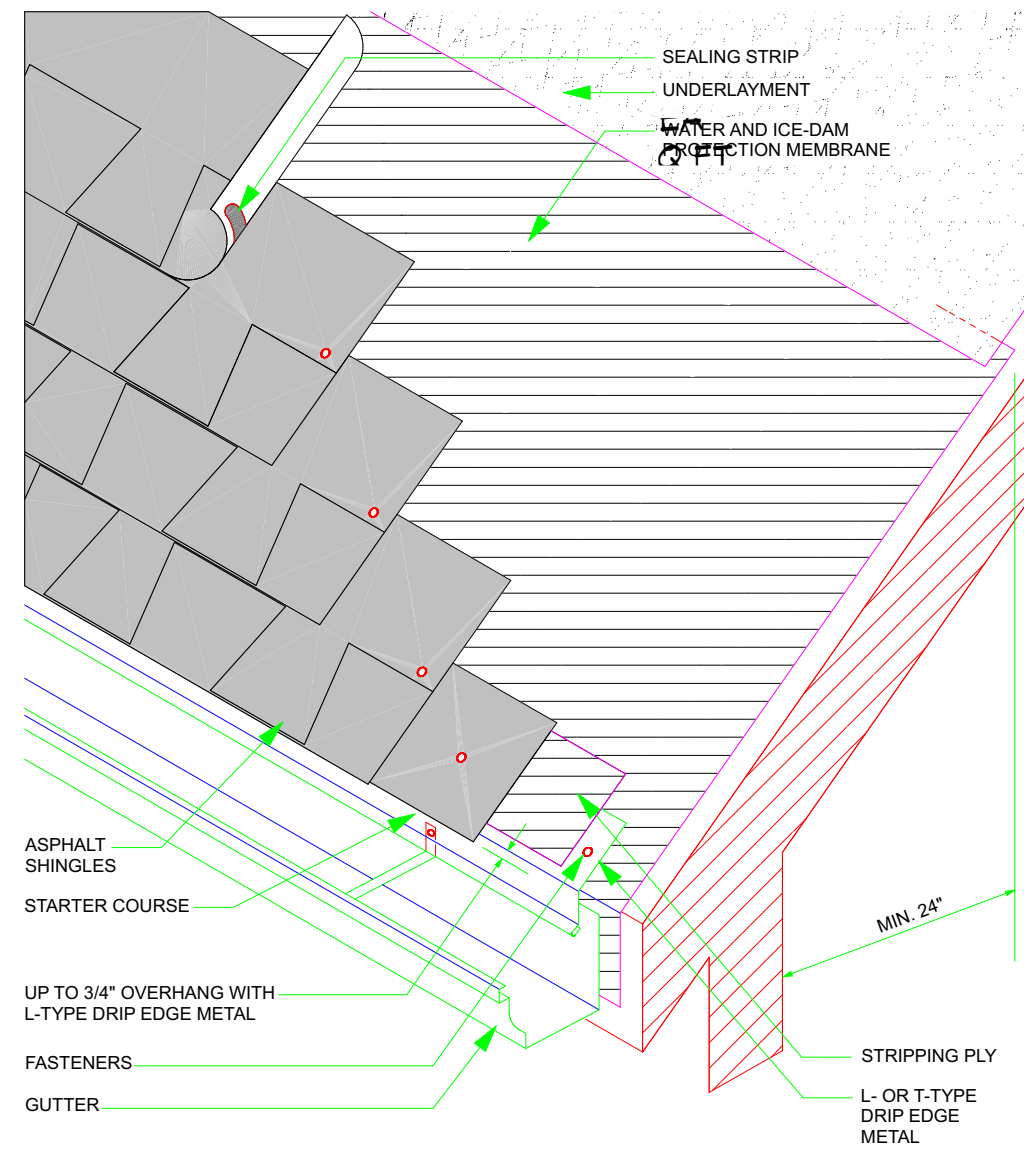 SEALING STRIP
UNDERLAYMENT
WATER AND ICE-DAM
PROTECTION MEMBRANE
ASPHALT
SHINGLES
STARTER COURSE
MIN. 24"
UP TO 3/4" OVERHANG WITH
L-TYPE DRIP EDGE METAL
FASTENERS
GUTTER
STRIPPING PLY
L- OR T-TYPE
DRIP EDGE
METAL